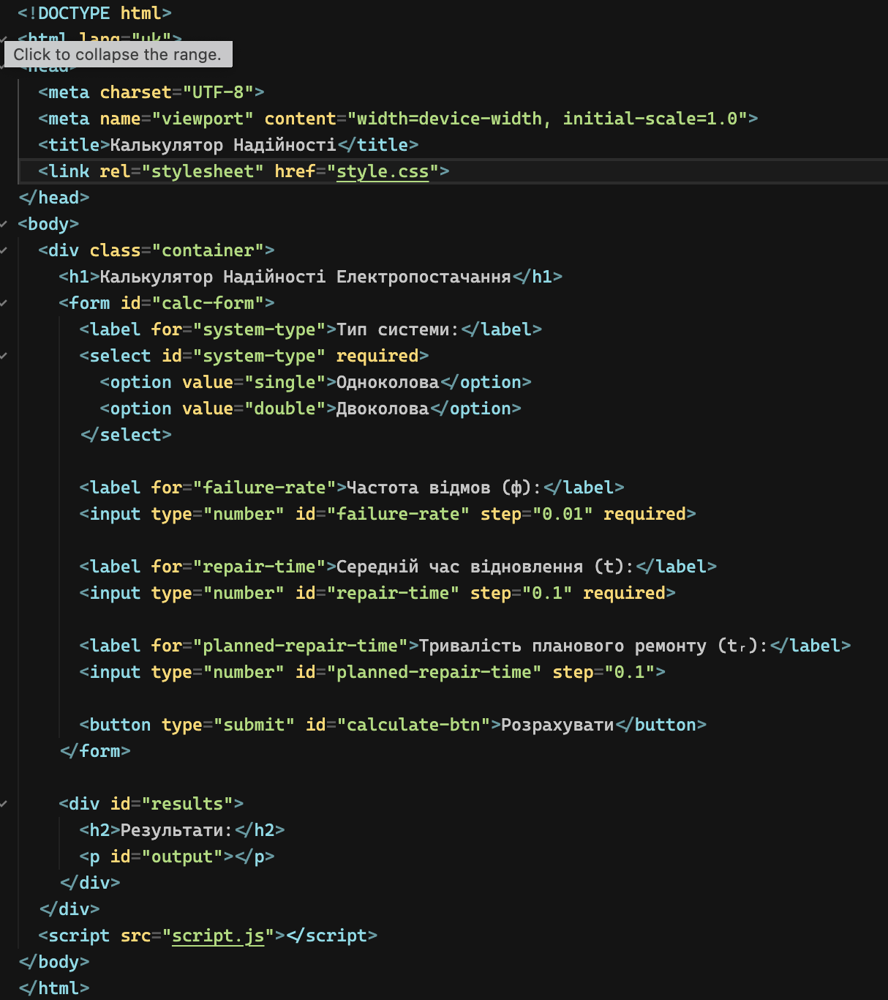 <!DOCTYPE html>
<html lang="uk">
Click to collapse the range.
<head>
<meta charset="UTF-8">
<meta name="viewport" content="width=device-width, initial-scale=1.0">
<title>Калькулятор Надійності</title>
<link rel="stylesheet" href="style.css">
</head>
<body>
<div class="container">
<h1>Калькулятор Надійності Електропостачання</h1>
<form id="calc-form">
<label for="system-type">Тип системи:</label>
<select id="system-type" required>
<option value="single">Одноколова</option>
<option value="double">Двоколова</option>
</select>
<label for="failure-rate">Частота відмов (ф):</label>
<input type="number" id="failure-rate" step="0.01" required>
<label for="repair-time">Середній час відновлення (t):</label>
<input type="number" id="repair-time" step="0.1" required>
<label for="planned-repair-time">Тривалість планового ремонту (tᵣ):</label>
<input type="number" id="planned-repair-time" step="0.1">
<button type="submit" id="calculate-btn">Розрахувати</button>
</form>
<div id="results">
<h2>Результати:</h2>
<p id="output"></p>
</div>
</div>
<script src="script.js"></script>
</body>
</html>